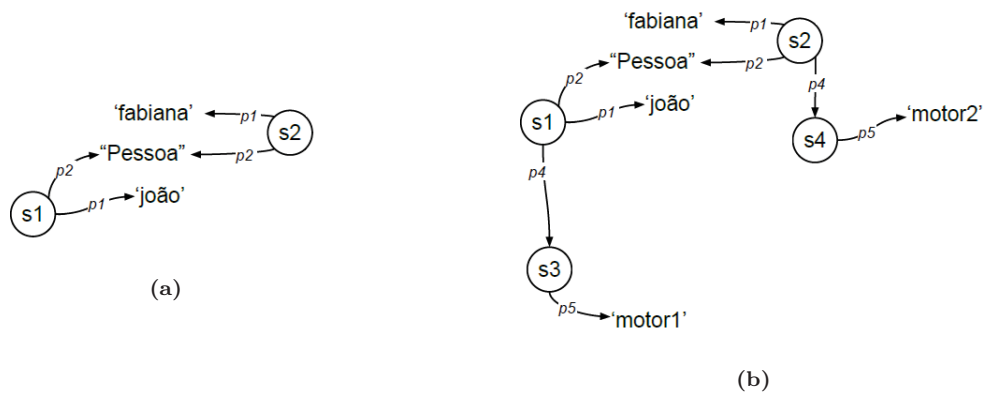 ‘fabiana’
p1
s2
“Pessoa”
p2
p2
s1
p1
‘joão’
(a)
‘fabiana’
p1
s2
“Pessoa”
p2
p2
s1
p1
‘joão’
p4
s4
p5
‘motor2’
p4
s3
p5
‘motor1’
(b)